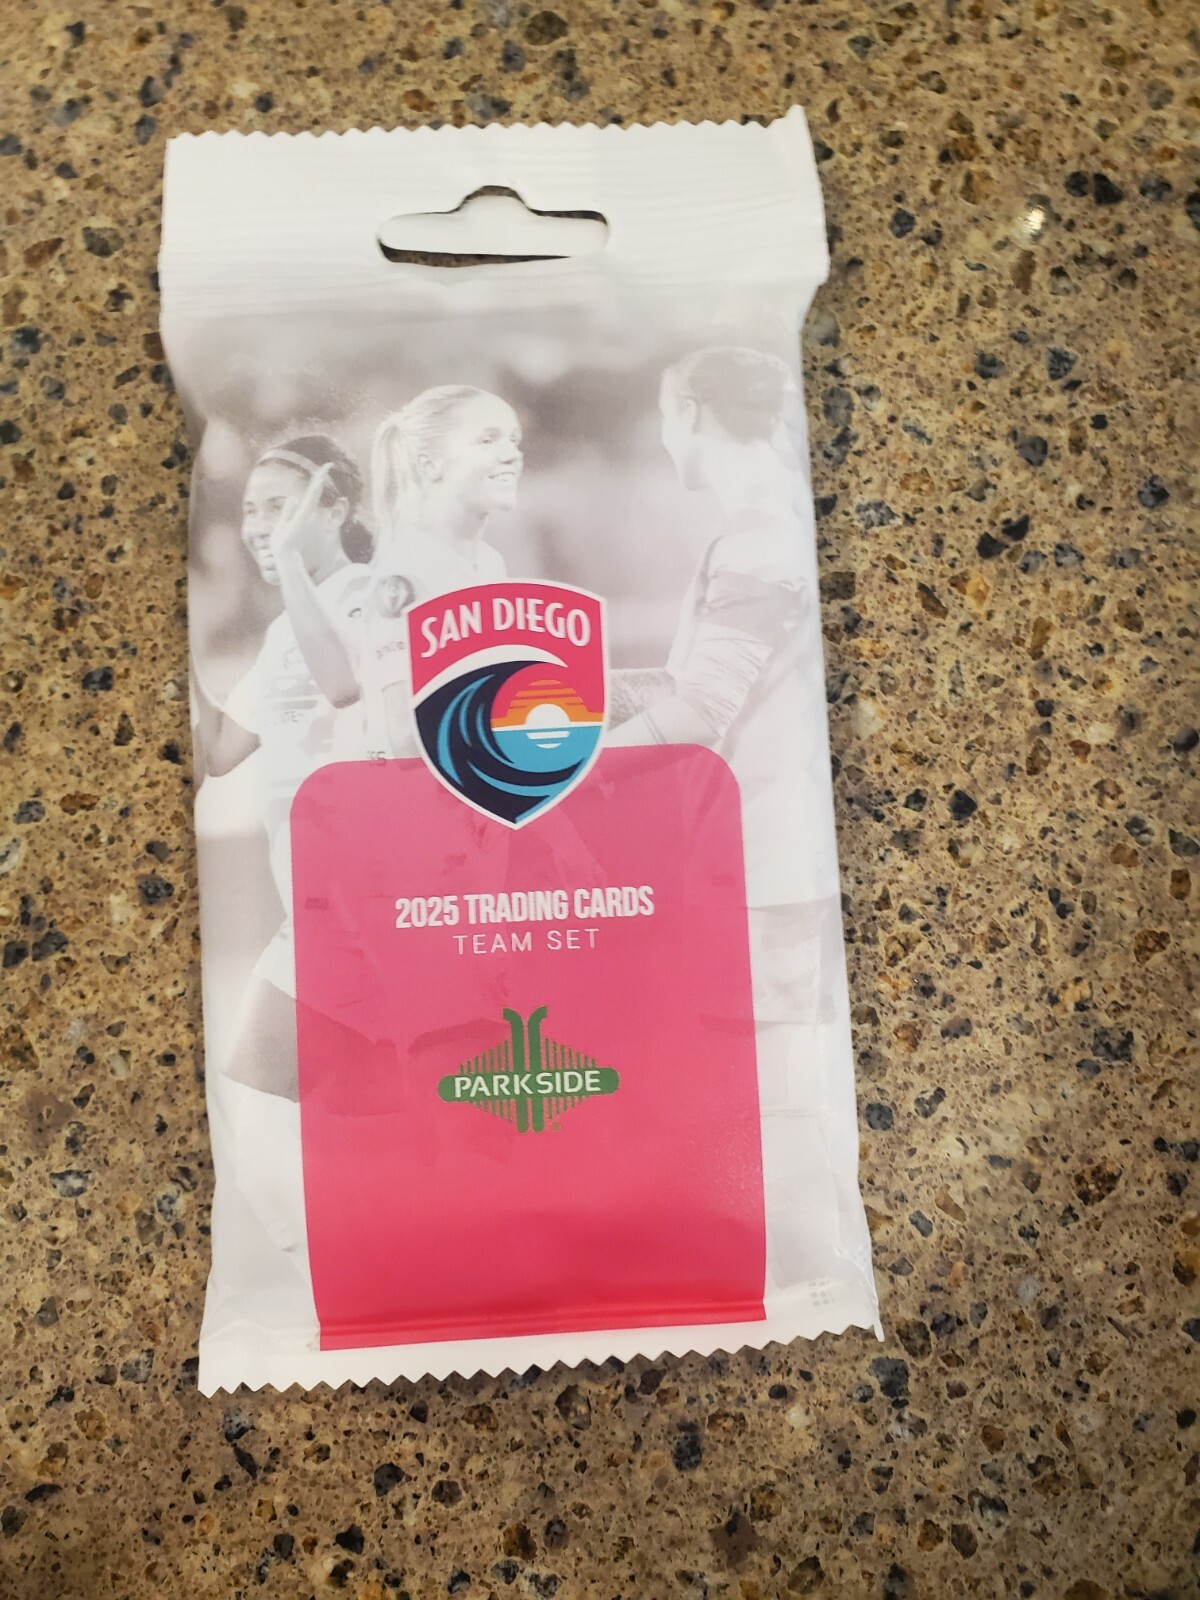 SAN DIEGO
2025 TRADING CARDS
TEAM SET
PARKSIDE